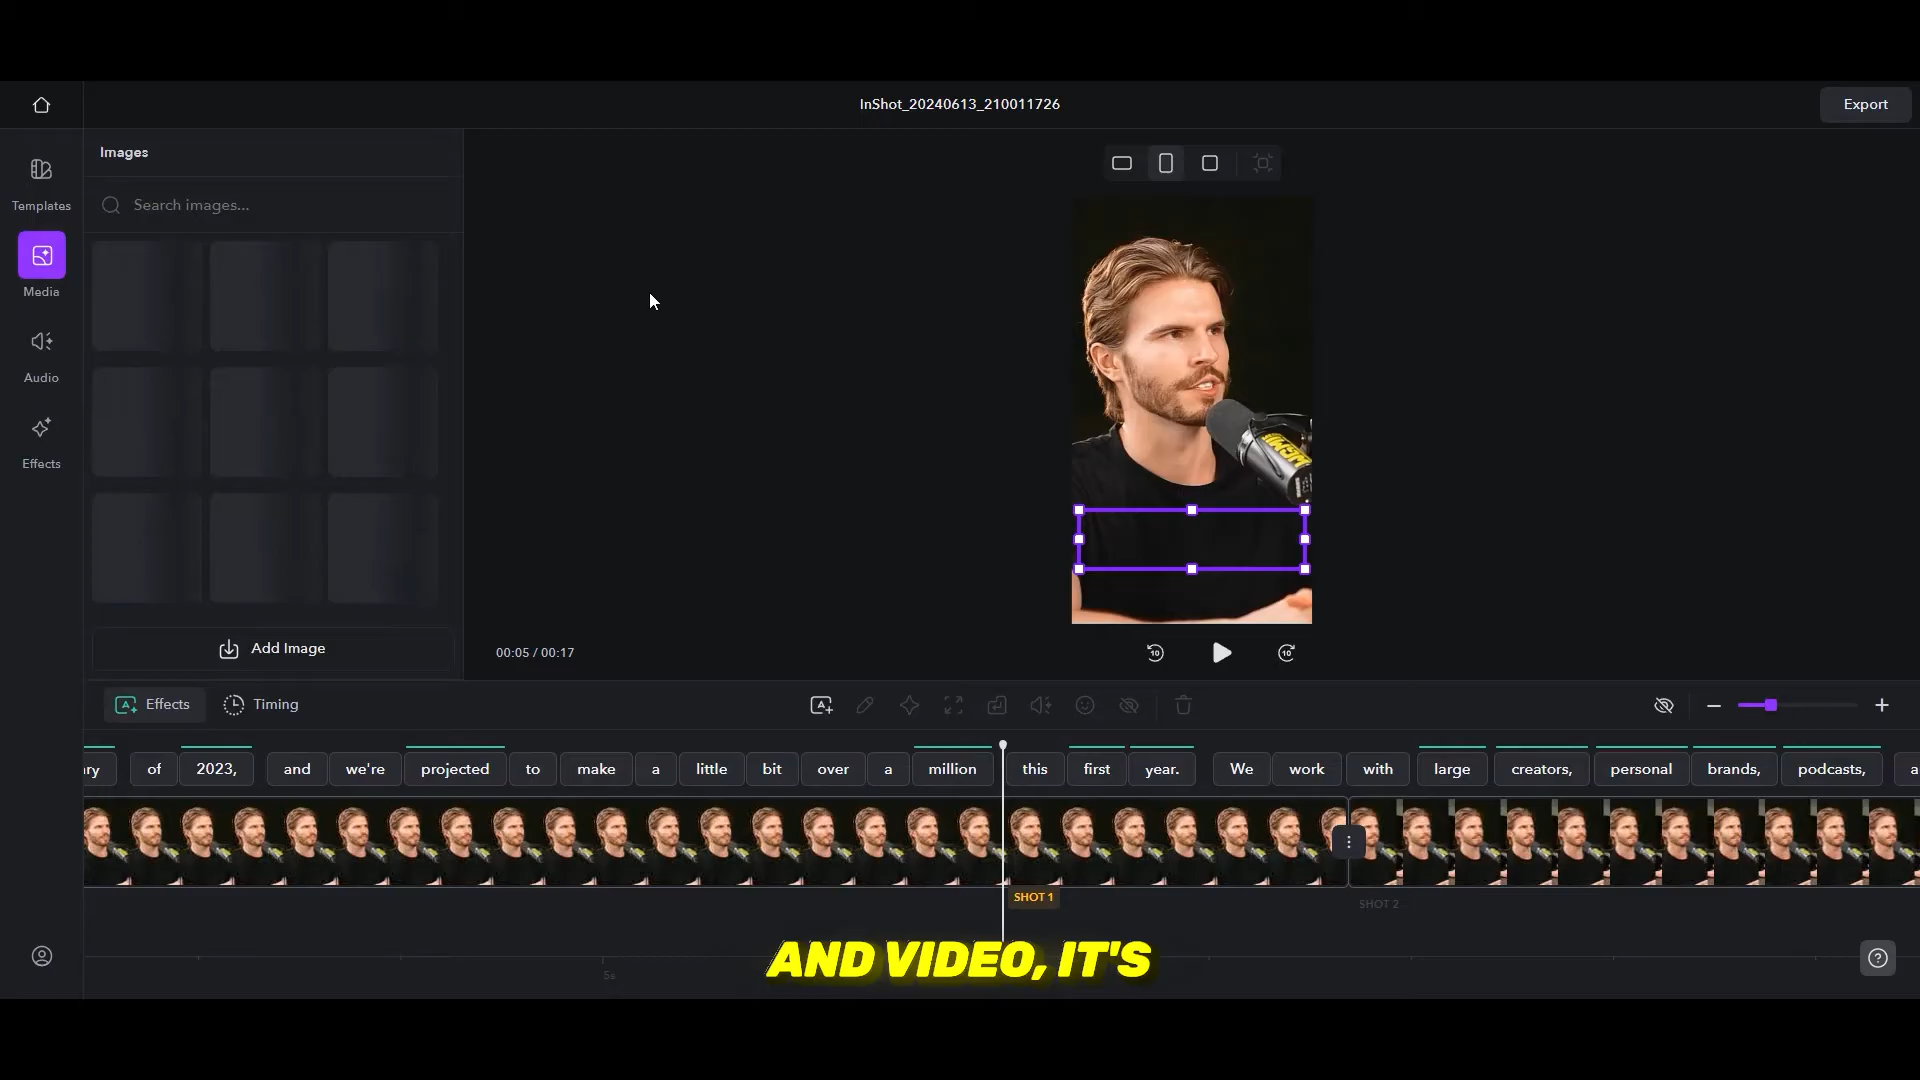 InShot_20240613_210011726
Export
Images
Search images...
Templates
Media
Audio
Effects
Add Image
00:05 / 00:17
10
10
Effects
Timing
ry of 2023, and we're projected to make a little bit over a million this first year. We work with large creators, personal brands, podcasts, a
SHOT 1
SHOT 2
AND VIDEO, IT'S
5s